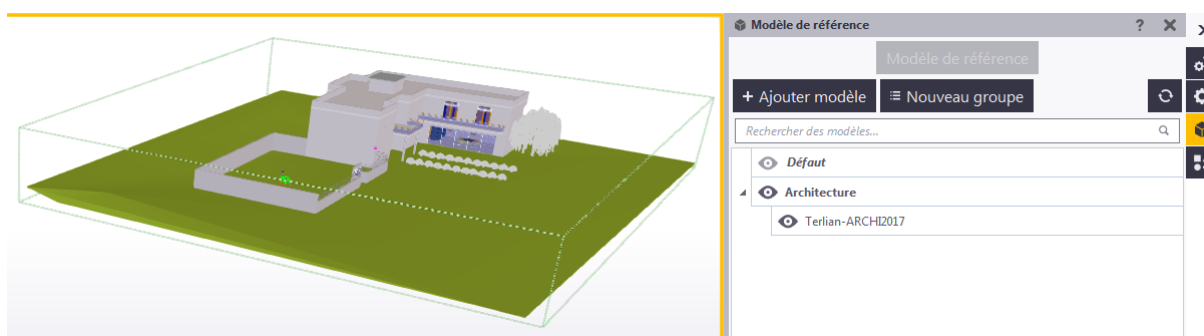 Modèle de référence ?
Modèle de référence
+ Ajouter modèle Nouveau groupe
Rechercher des modèles...
Défaut
Architecture
Terlian-ARCHI2017